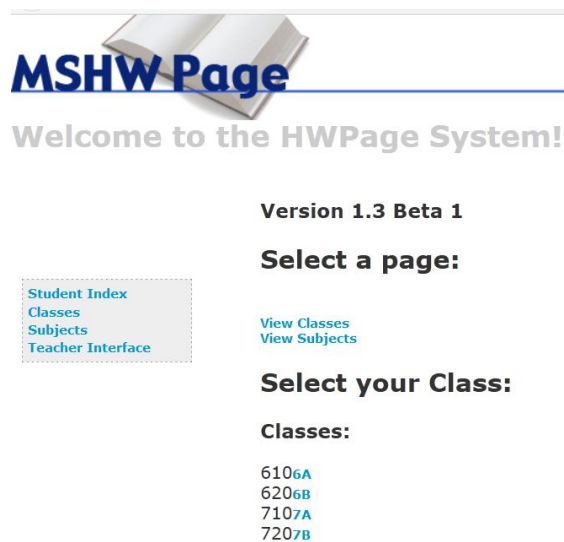 MSHW Page
Welcome to the HWPage System!
Student Index
Classes
Subjects
Teacher Interface
Version 1.3 Beta 1
Select a page:
View Classes
View Subjects
Select your Class:
Classes:
6106A
6206B
7107A
7207B